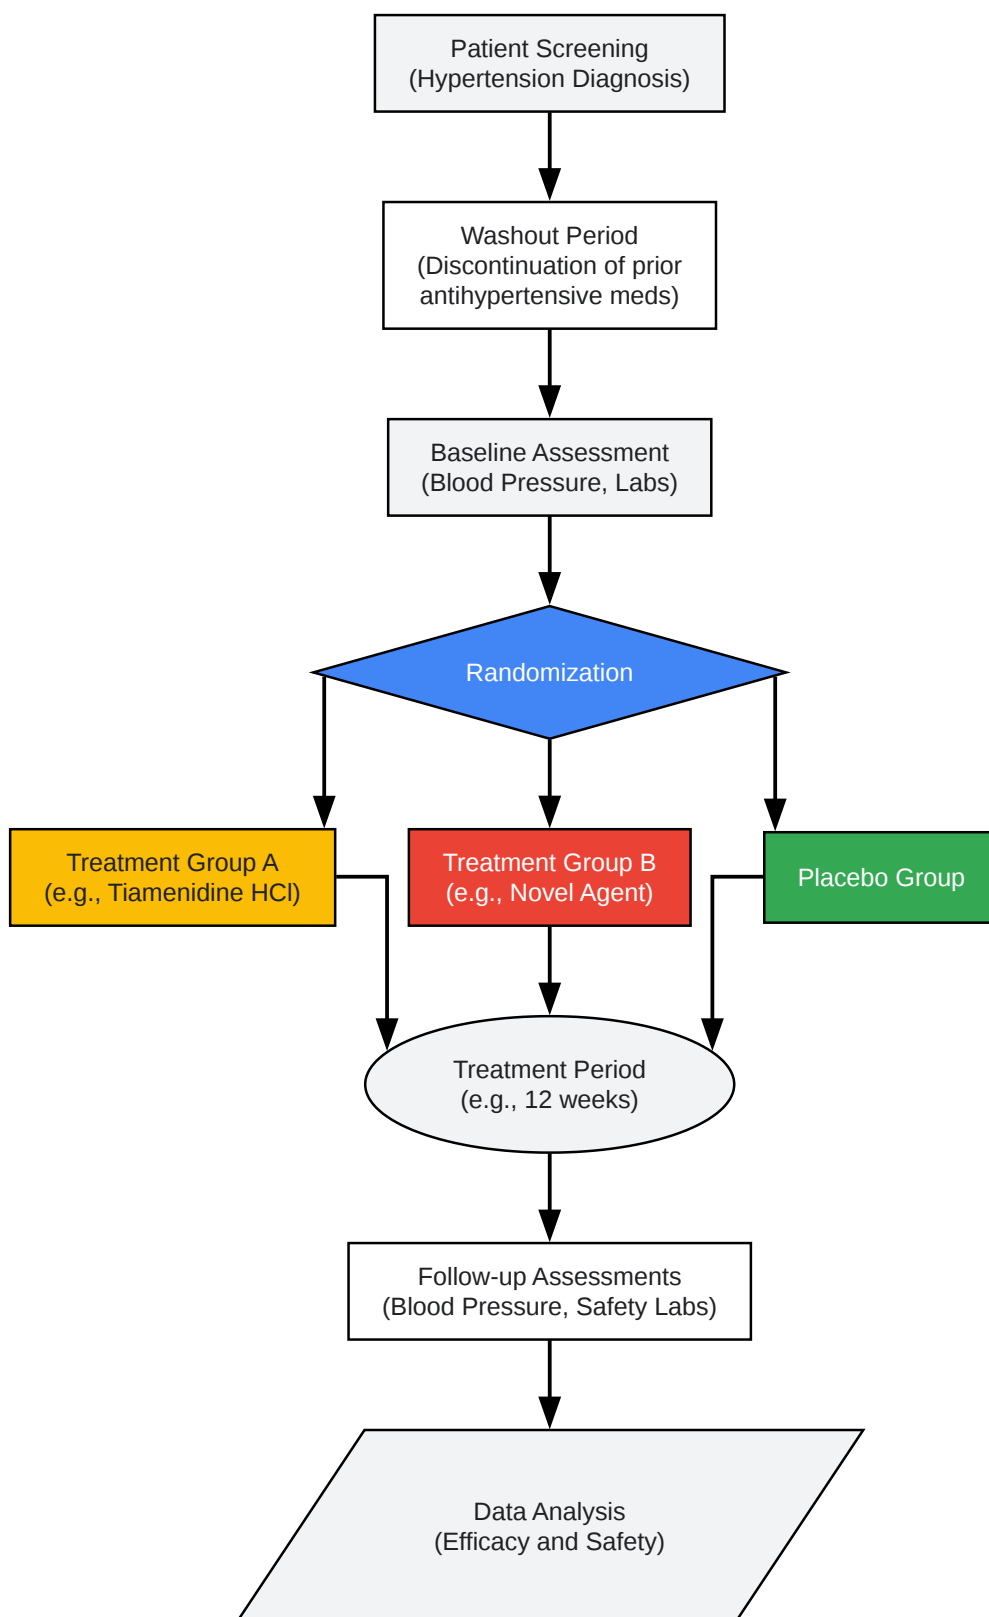 Patient Screening
(Hypertension Diagnosis)
Washout Period
(Discontinuation of prior
antihypertensive meds)
Baseline Assessment
(Blood Pressure, Labs)
Randomization
Treatment Group A
(e.g., Tiamenidine HCl)
Treatment Group B
(e.g., Novel Agent)
Placebo Group
Treatment Period
(e.g., 12 weeks)
Follow-up Assessments
(Blood Pressure, Safety Labs)
Data Analysis
(Efficacy and Safety)